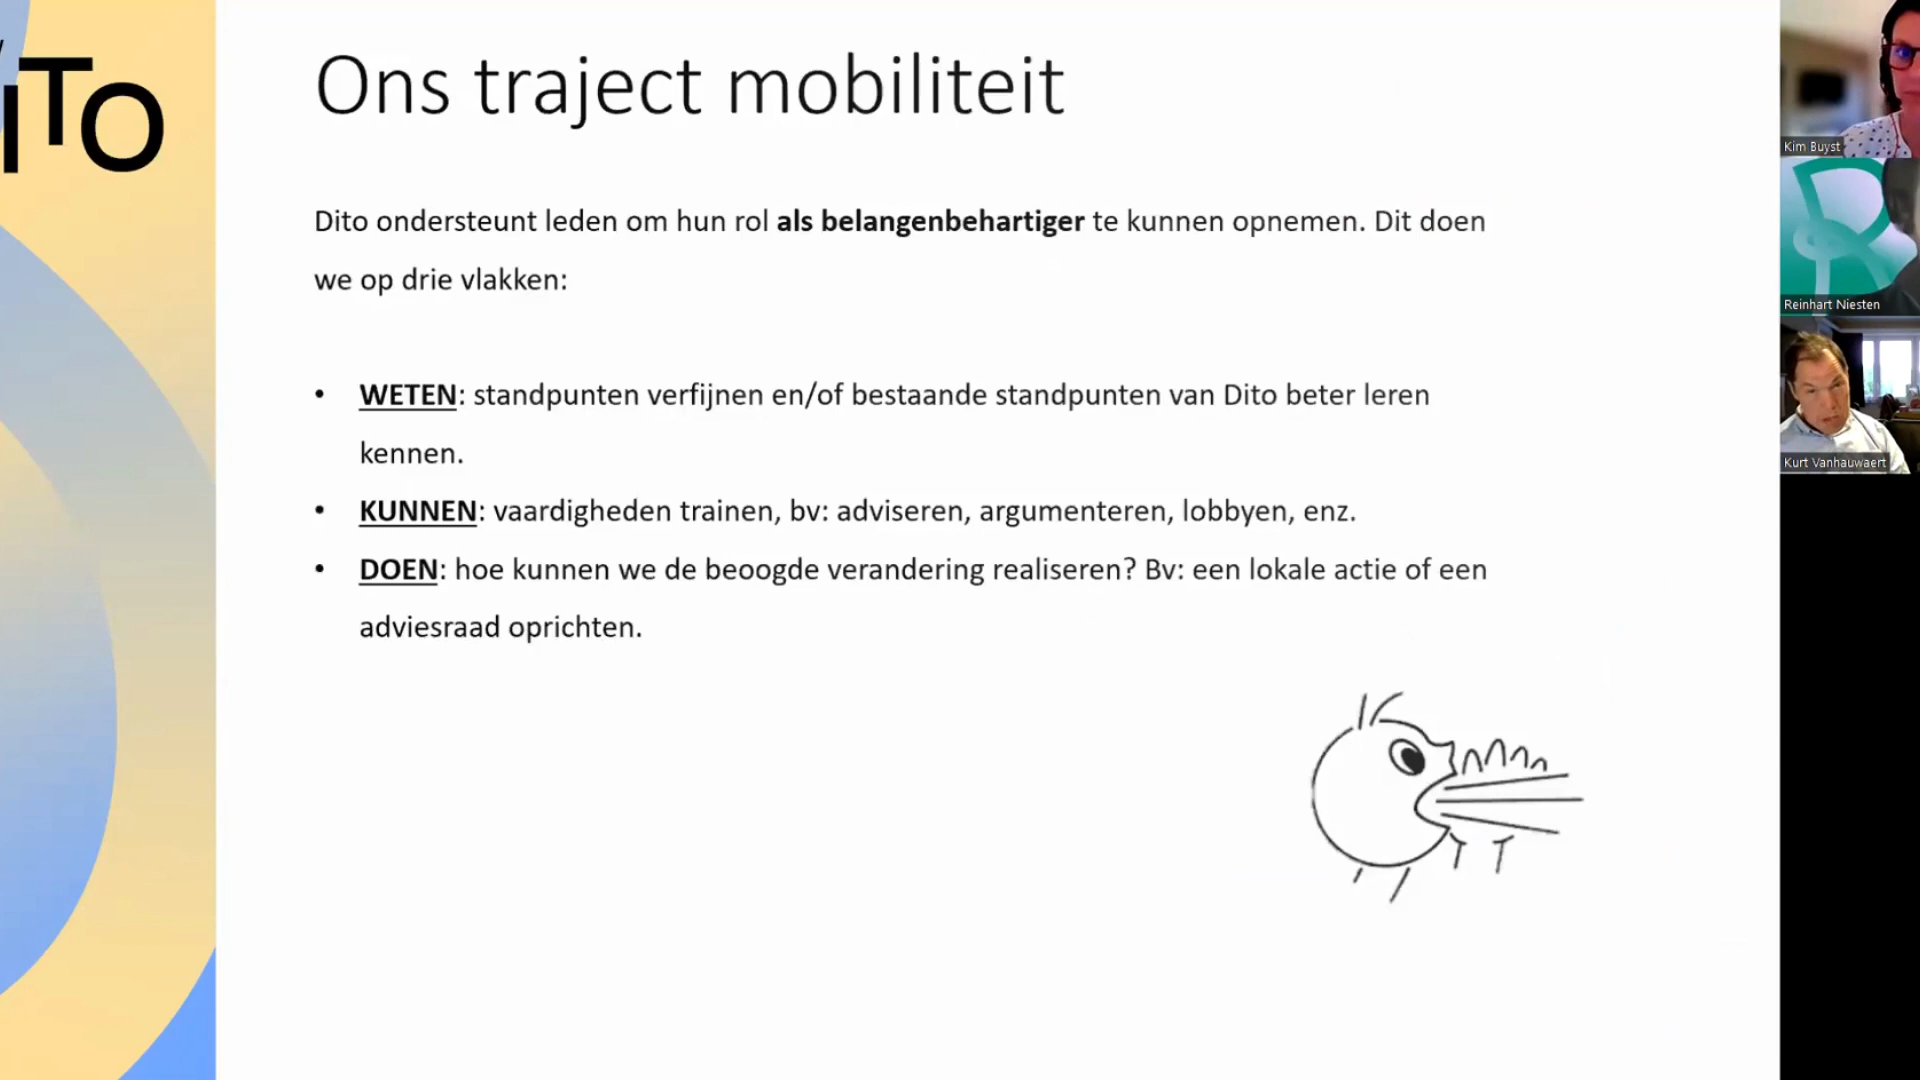 iTo
Ons traject mobiliteit
Dito ondersteunt leden om hun rol als belangenbehartiger te kunnen opnemen. Dit doen
we op drie vlakken:
• WETEN: standpunten verfijnen en/of bestaande standpunten van Dito beter leren
kennen.
• KUNNEN: vaardigheden trainen, bv: adviseren, argumenteren, lobbyen, enz.
• DOEN: hoe kunnen we de beoogde verandering realiseren? Bv: een lokale actie of een
adviesraad oprichten.
Kim Buyst
Reinhart Niesten
Kurt Vanhauwaert